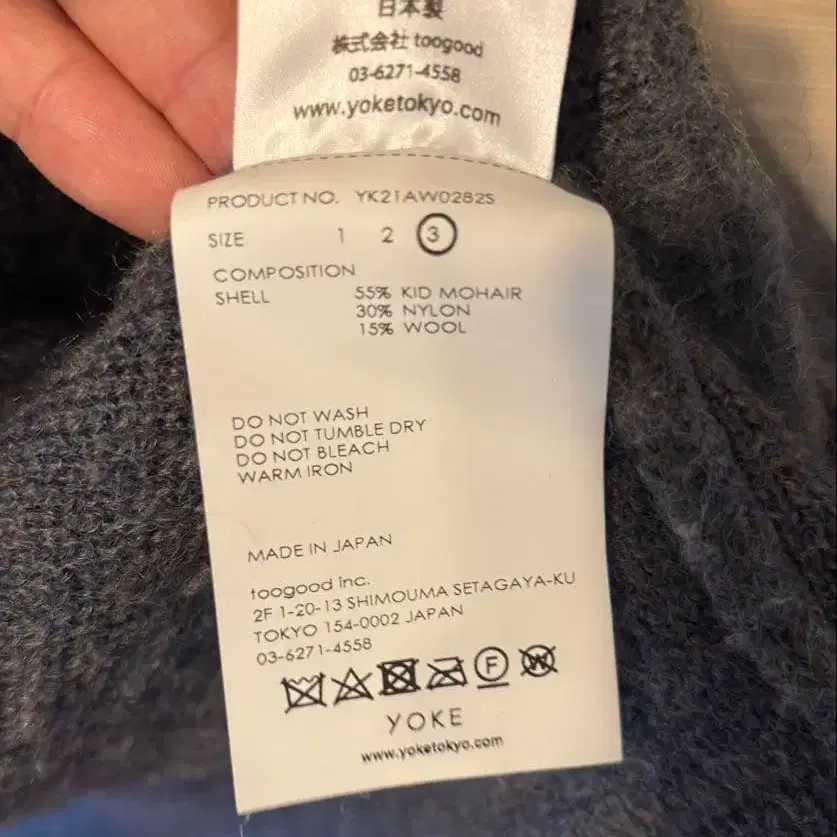 日本製
株式会社 toogood
03-6271-4558
www.yoketokyo.com
PRODUCT NO. YK21AW0282S
SIZE 1 2 3
COMPOSITION
SHELL 55% KID MOHAIR
30% NYLON
15% WOOL
DO NOT WASH
DO NOT TUMBLE DRY
DO NOT BLEACH
WARM IRON
MADE IN JAPAN
toogood inc.
2F 1-20-13 SHIMOUMA SETAGAYA-KU
TOKYO 154-0002 JAPAN
03-6271-4558
F W
YOKE
www.yoketokyo.com